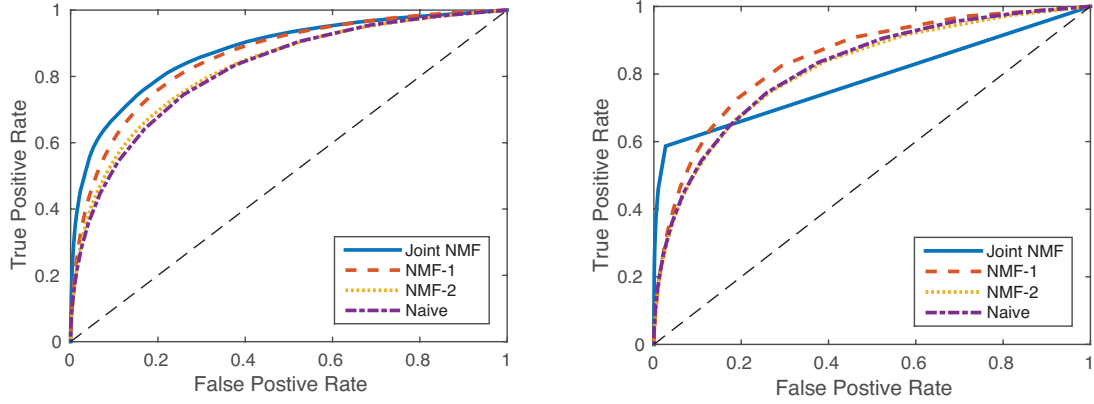 1
0.8
0.6
0.4
0.2
0
True Positive Rate
0 0.2 0.4 0.6 0.8 1
False Postive Rate
Joint NMF
NMF-1
NMF-2
Naive
1
0.8
0.6
0.4
0.2
0
True Positive Rate
0 0.2 0.4 0.6 0.8 1
False Postive Rate
Joint NMF
NMF-1
NMF-2
Naive